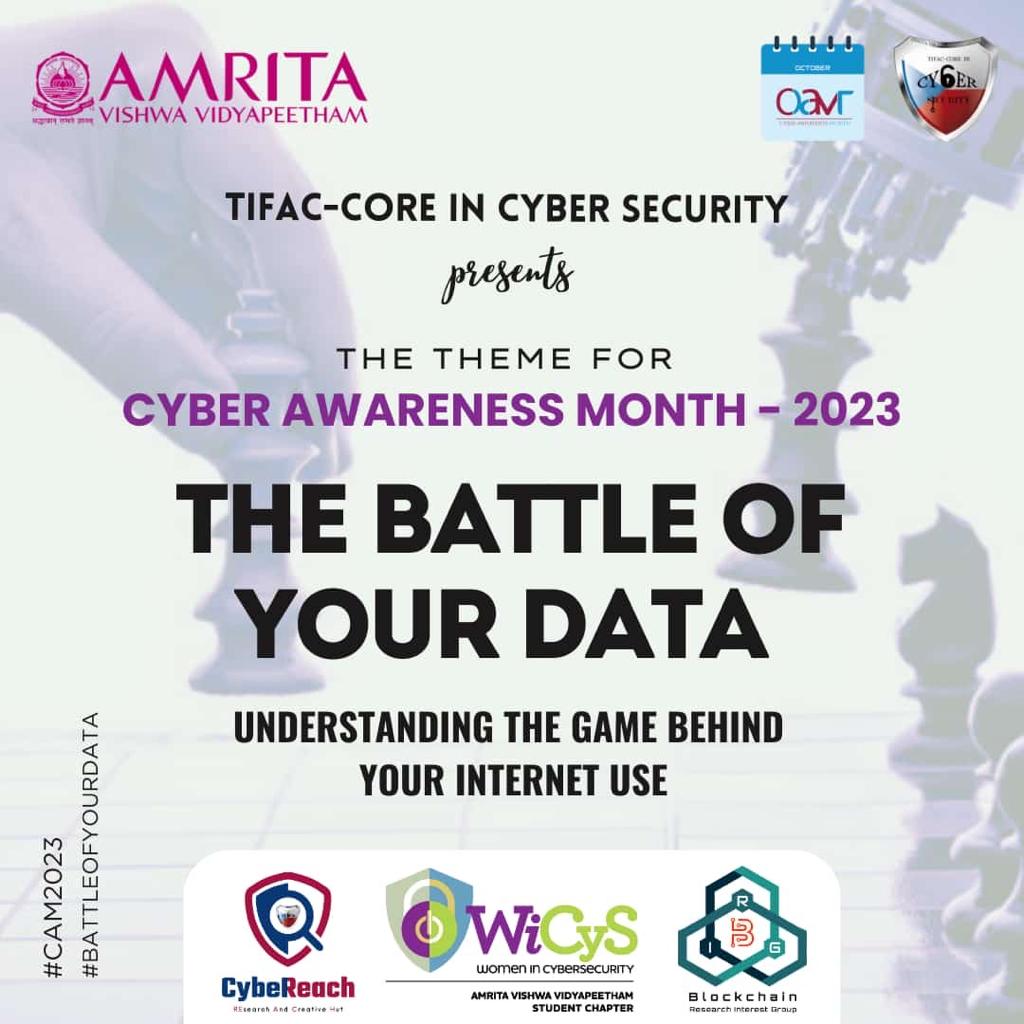 AMRITA
VISHWA VIDYAPEETHAM
OCTOBER
TIFAC-CORE IN
CY6ER
SECURITY
TIFAC-CORE IN CYBER SECURITY
presents
THE THEME FOR
CYBER AWARENESS MONTH - 2023
THE BATTLE OF
YOUR DATA
UNDERSTANDING THE GAME BEHIND
YOUR INTERNET USE
#CAM2023
#BATTLEOFYOURDATA
CybeReach
REsearch And Creative Hut
WiCyS
WOMEN IN CYBERSECURITY
AMRITA VISHWA VIDYAPEETHAM
STUDENT CHAPTER
R
B
I G
Blockchain
Research Interest Group